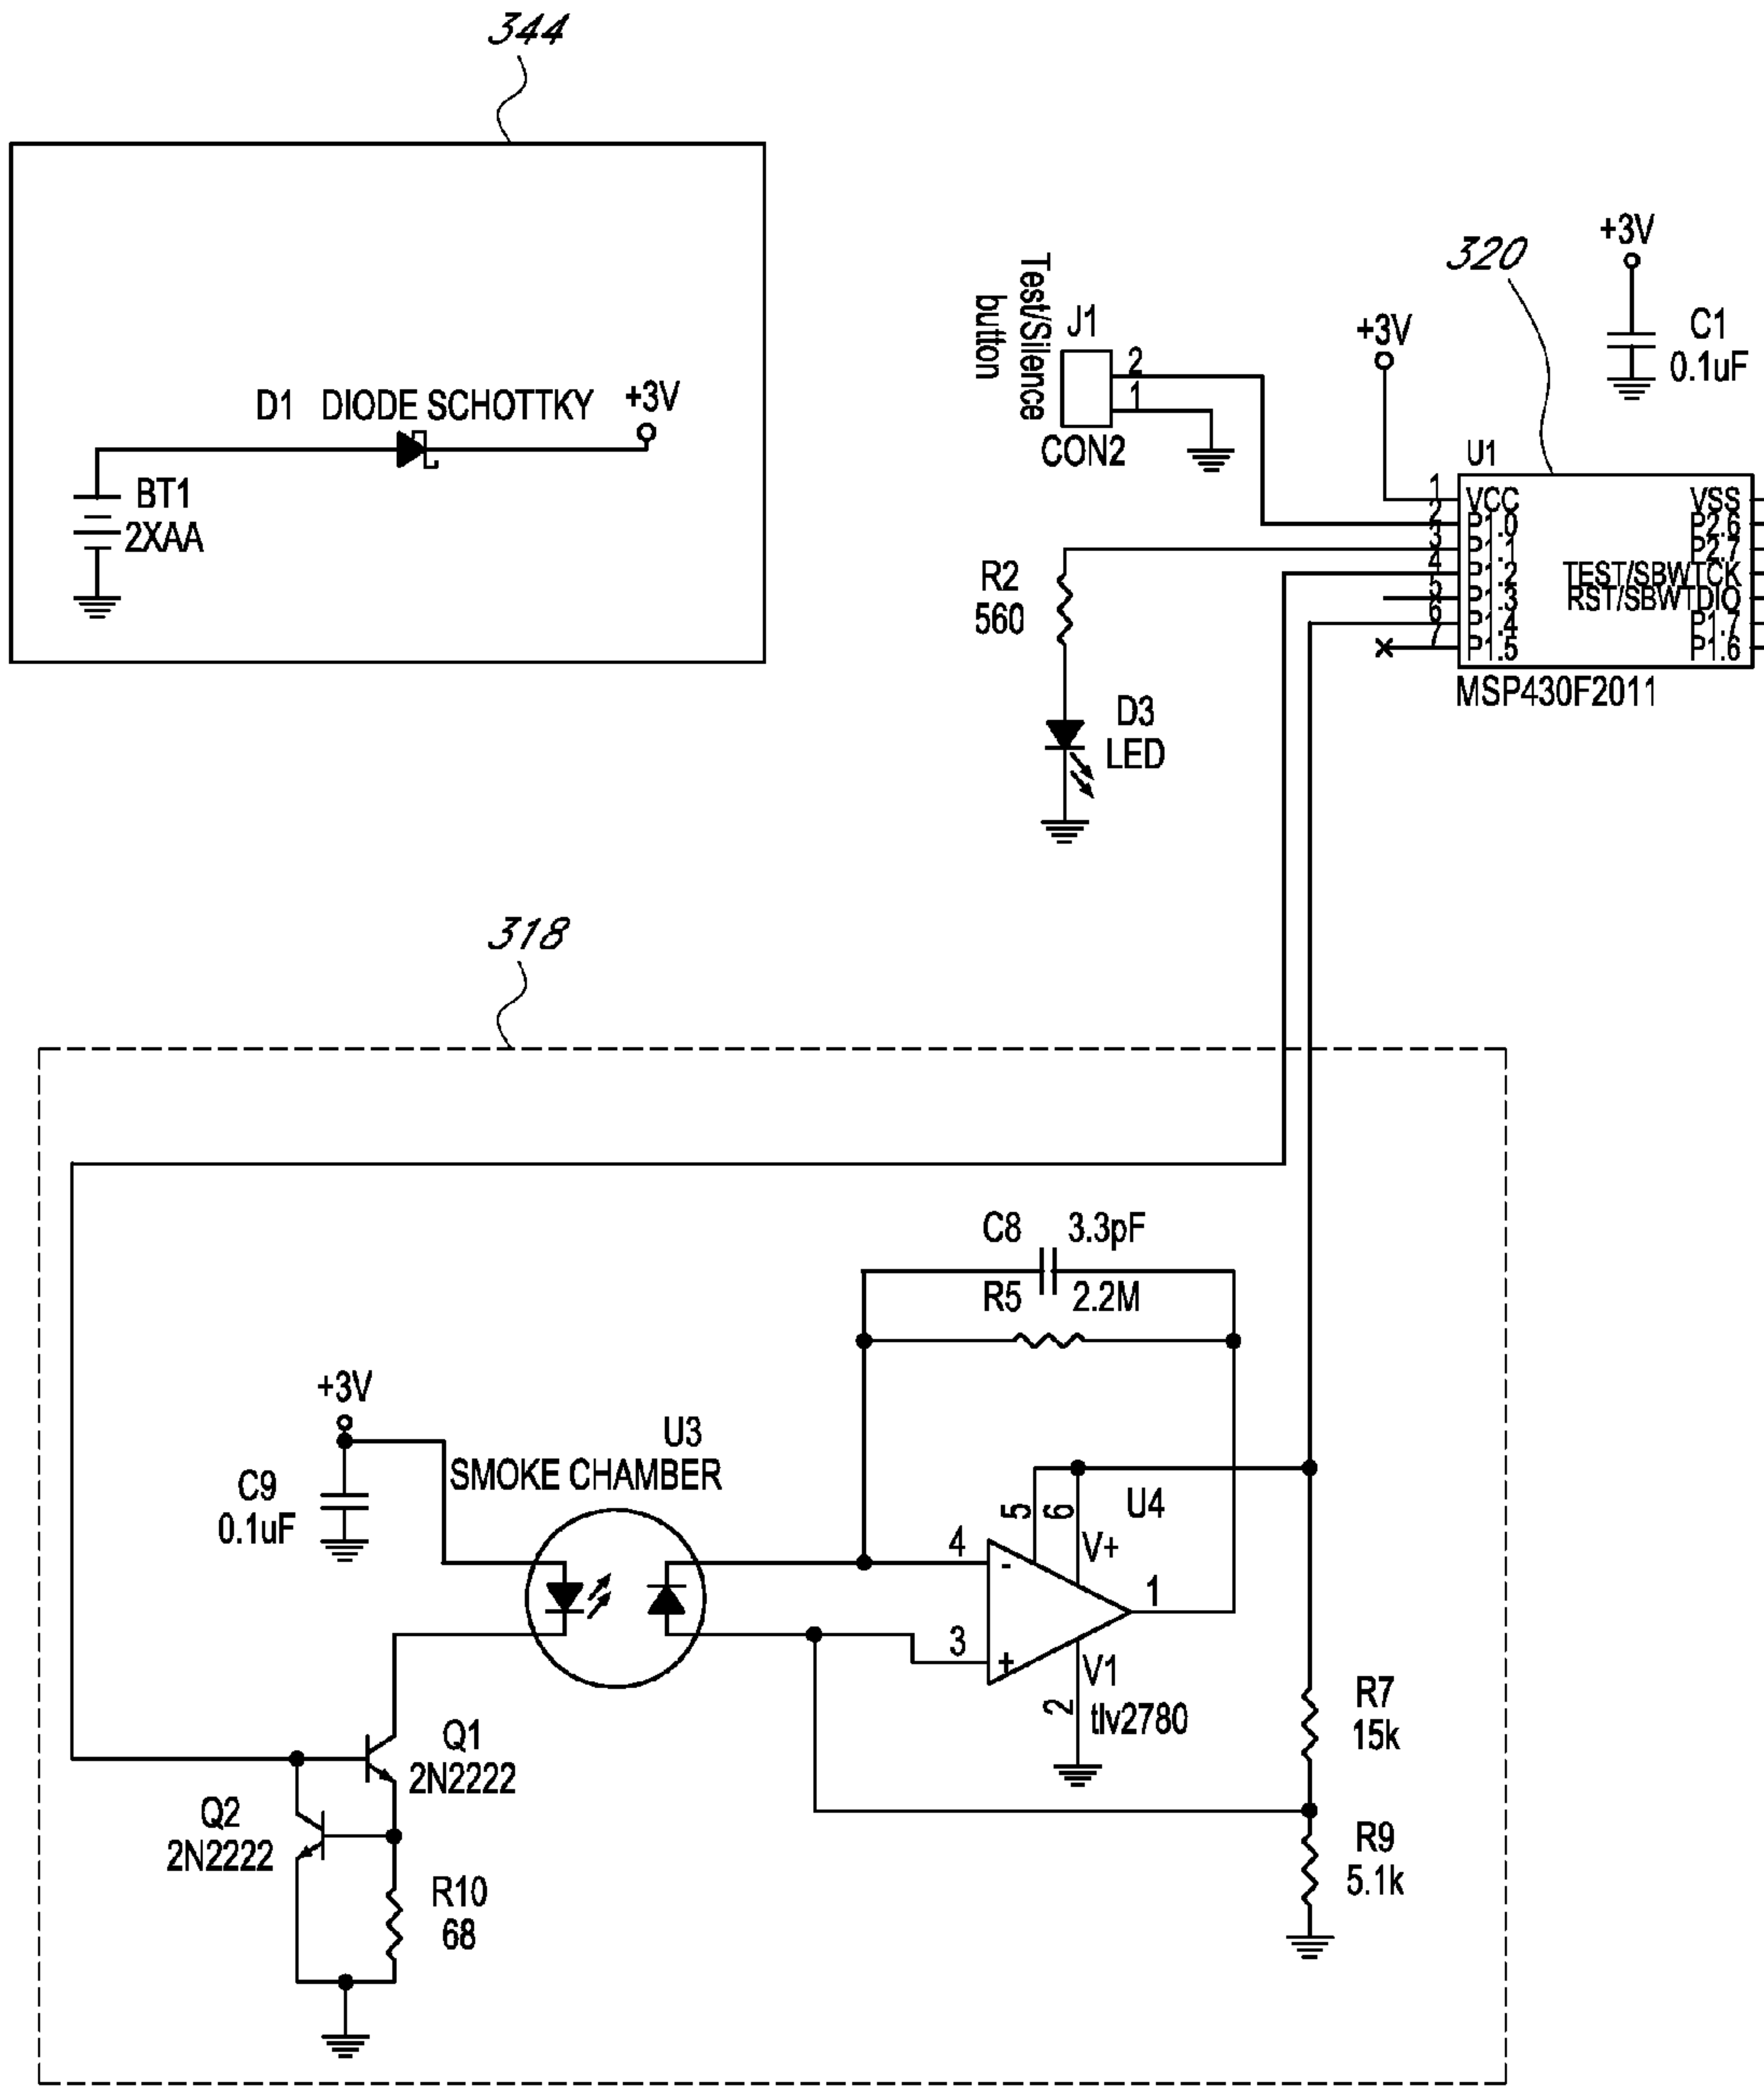 344
D1 DIODE SCHOTTKY
+3V
BT1
2XAA
Test/Silence
button
J1
2
1
CON2
+3V
320
+3V
C1
0.1uF
U1
1 VCC VSS
2 P1.0 P2.6
3 P1.1 P2.7
4 P1.2 TEST/SBWTCK
5 P1.3 RST/SBWTDIO
6 P1.4 P1.7
7 P1.5 P1.6
MSP430F2011
R2
560
D3
LED
318
C8 3.3pF
R5 2.2M
+3V
C9
0.1uF
U3
SMOKE CHAMBER
5
6
U4
4
-
V+
1
3
+
V1
2
tlv2780
R7
15k
Q1
2N2222
Q2
2N2222
R9
5.1k
R10
68